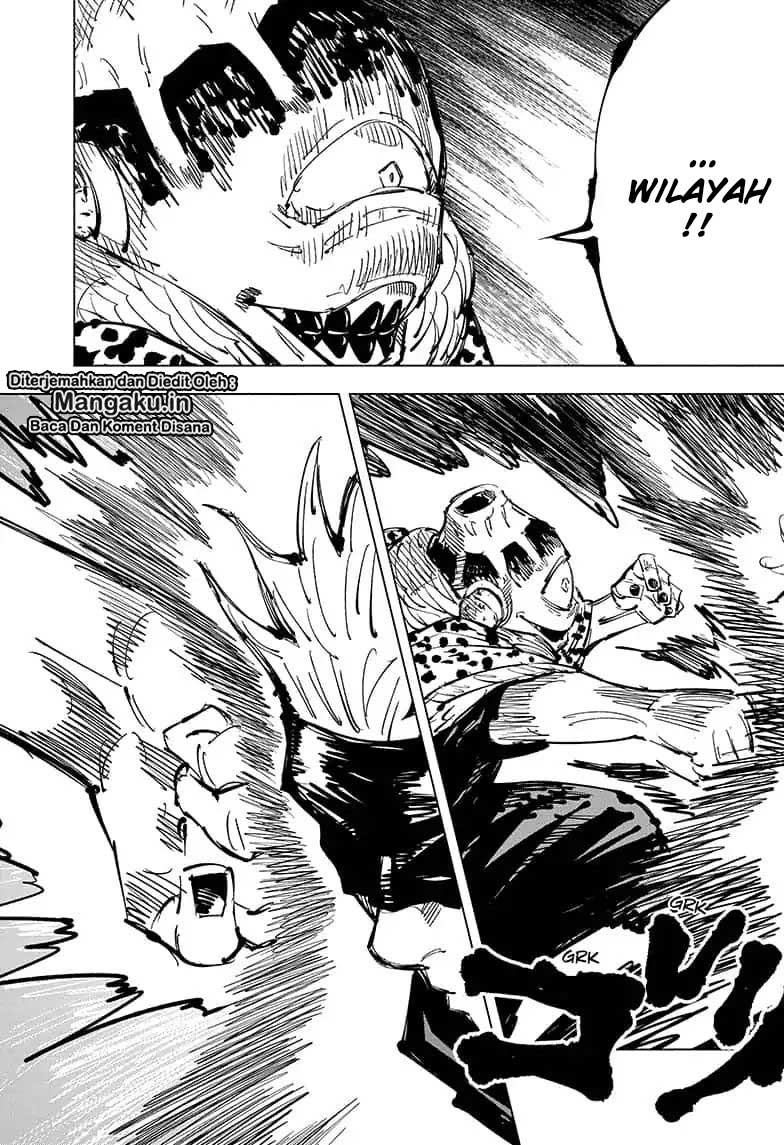 ...
WILAYAH
!!
Diterjemahkan dan Diedit Oleh :
Mangaku.in
Baca Dan Koment Disana
GRK
GRK